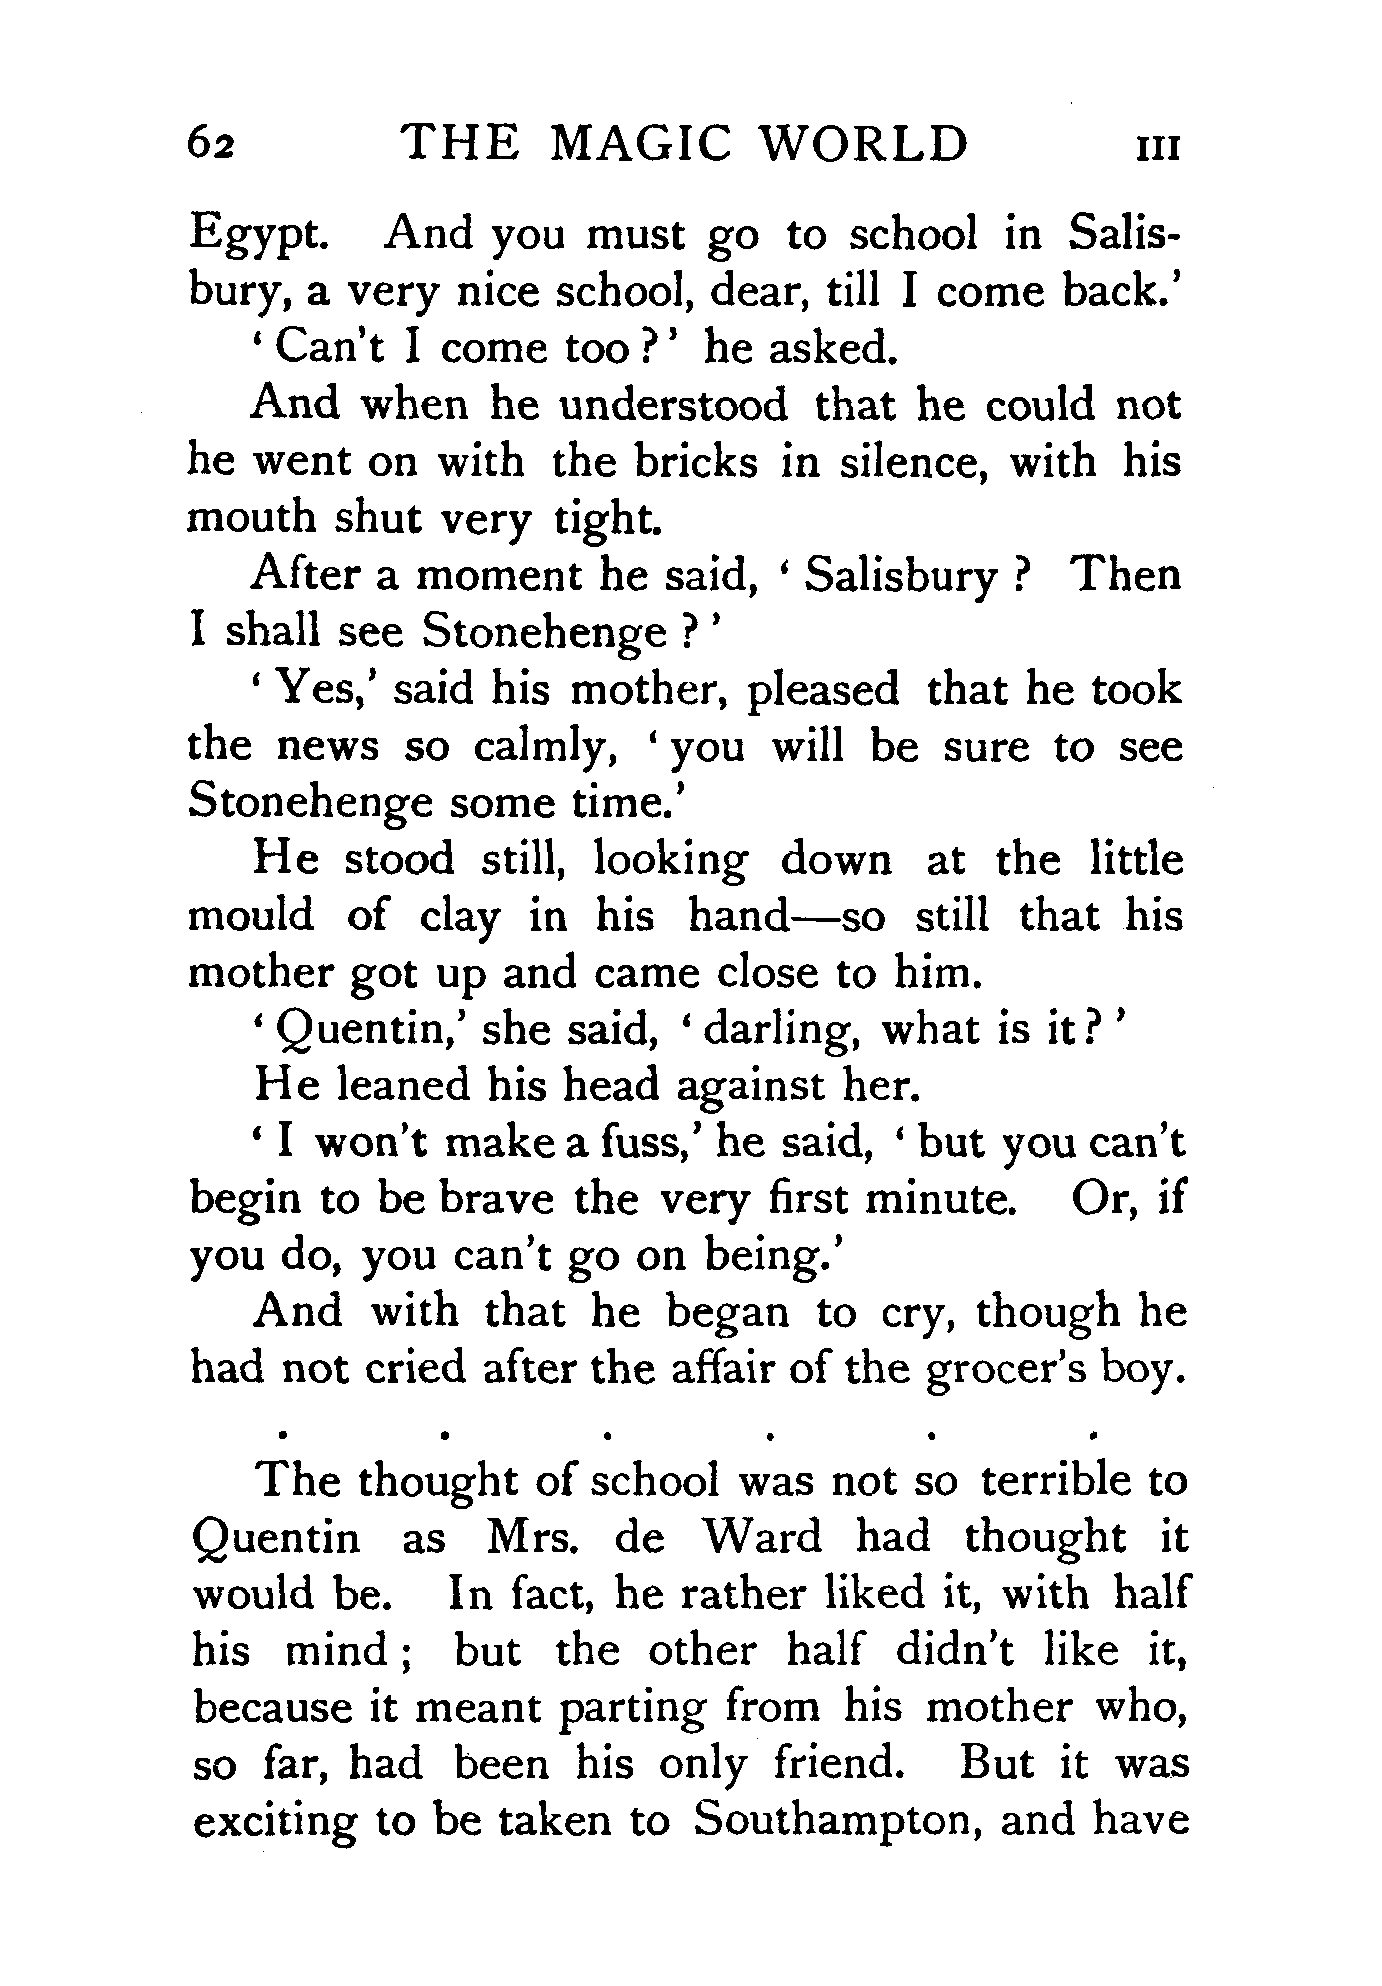 62 THE MAGIC WORLD III
Egypt. And you must go to school in Salis-
bury, a very nice school, dear, till I come back.'
‘ Can't I come too ? ’ he asked.
And when he understood that he could not
he went on with the bricks in silence, with his
mouth shut very tight.
After a moment he said, ‘ Salisbury ? Then
I shall see Stonehenge ? ’
‘ Yes,’ said his mother, pleased that he took
the news so calmly, ‘ you will be sure to see
Stonehenge some time.’
He stood still, looking down at the little
mould of clay in his hand—so still that his
mother got up and came close to him.
‘ Quentin,’ she said, ‘ darling, what is it? ’
He leaned his head against her.
‘ I won't make a fuss,’ he said, ‘ but you can't
begin to be brave the very first minute. Or, if
you do, you can't go on being.’
And with that he began to cry, though he
had not cried after the affair of the grocer's boy.
. . . . . .
The thought of school was not so terrible to
Quentin as Mrs. de Ward had thought it
would be. In fact, he rather liked it, with half
his mind ; but the other half didn't like it,
because it meant parting from his mother who,
so far, had been his only friend. But it was
exciting to be taken to Southampton, and have